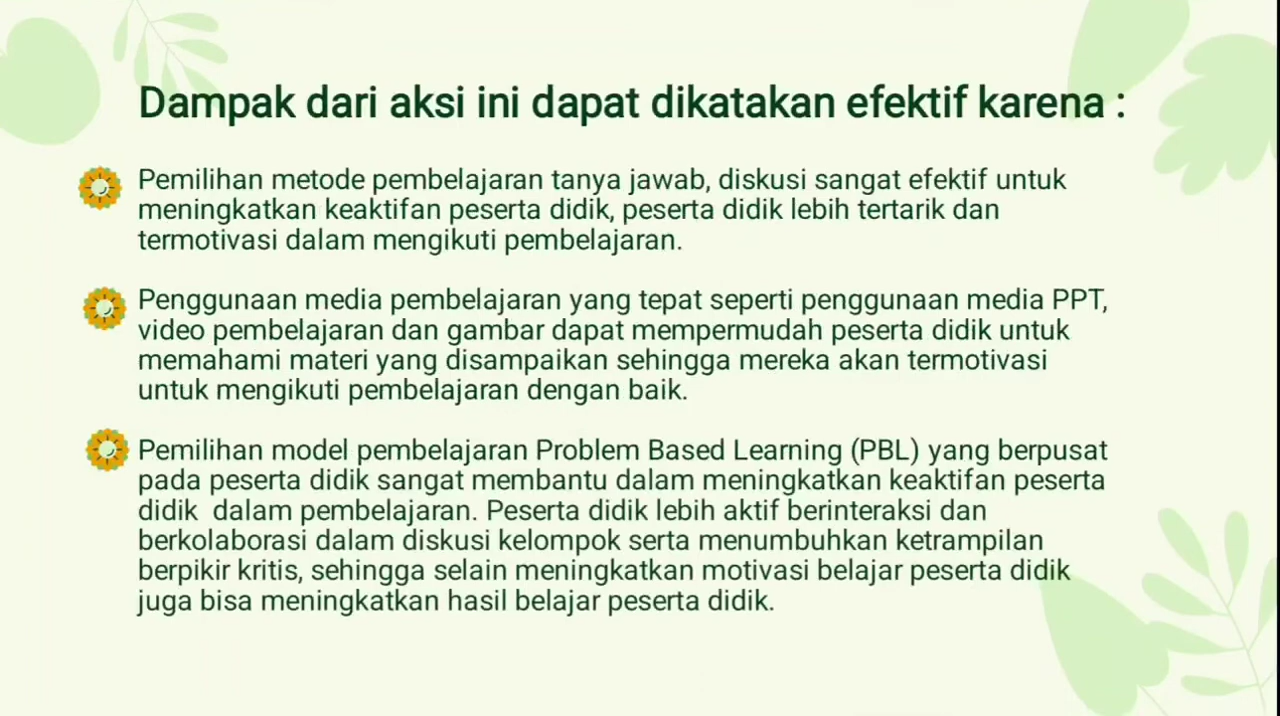 Dampak dari aksi ini dapat dikatakan efektif karena :
Pemilihan metode pembelajaran tanya jawab, diskusi sangat efektif untuk
meningkatkan keaktifan peserta didik, peserta didik lebih tertarik dan
termotivasi dalam mengikuti pembelajaran.
Penggunaan media pembelajaran yang tepat seperti penggunaan media PPT,
video pembelajaran dan gambar dapat mempermudah peserta didik untuk
memahami materi yang disampaikan sehingga mereka akan termotivasi
untuk mengikuti pembelajaran dengan baik.
Pemilihan model pembelajaran Problem Based Learning (PBL) yang berpusat
pada peserta didik sangat membantu dalam meningkatkan keaktifan peserta
didik  dalam pembelajaran. Peserta didik lebih aktif berinteraksi dan
berkolaborasi dalam diskusi kelompok serta menumbuhkan ketrampilan
berpikir kritis, sehingga selain meningkatkan motivasi belajar peserta didik
juga bisa meningkatkan hasil belajar peserta didik.